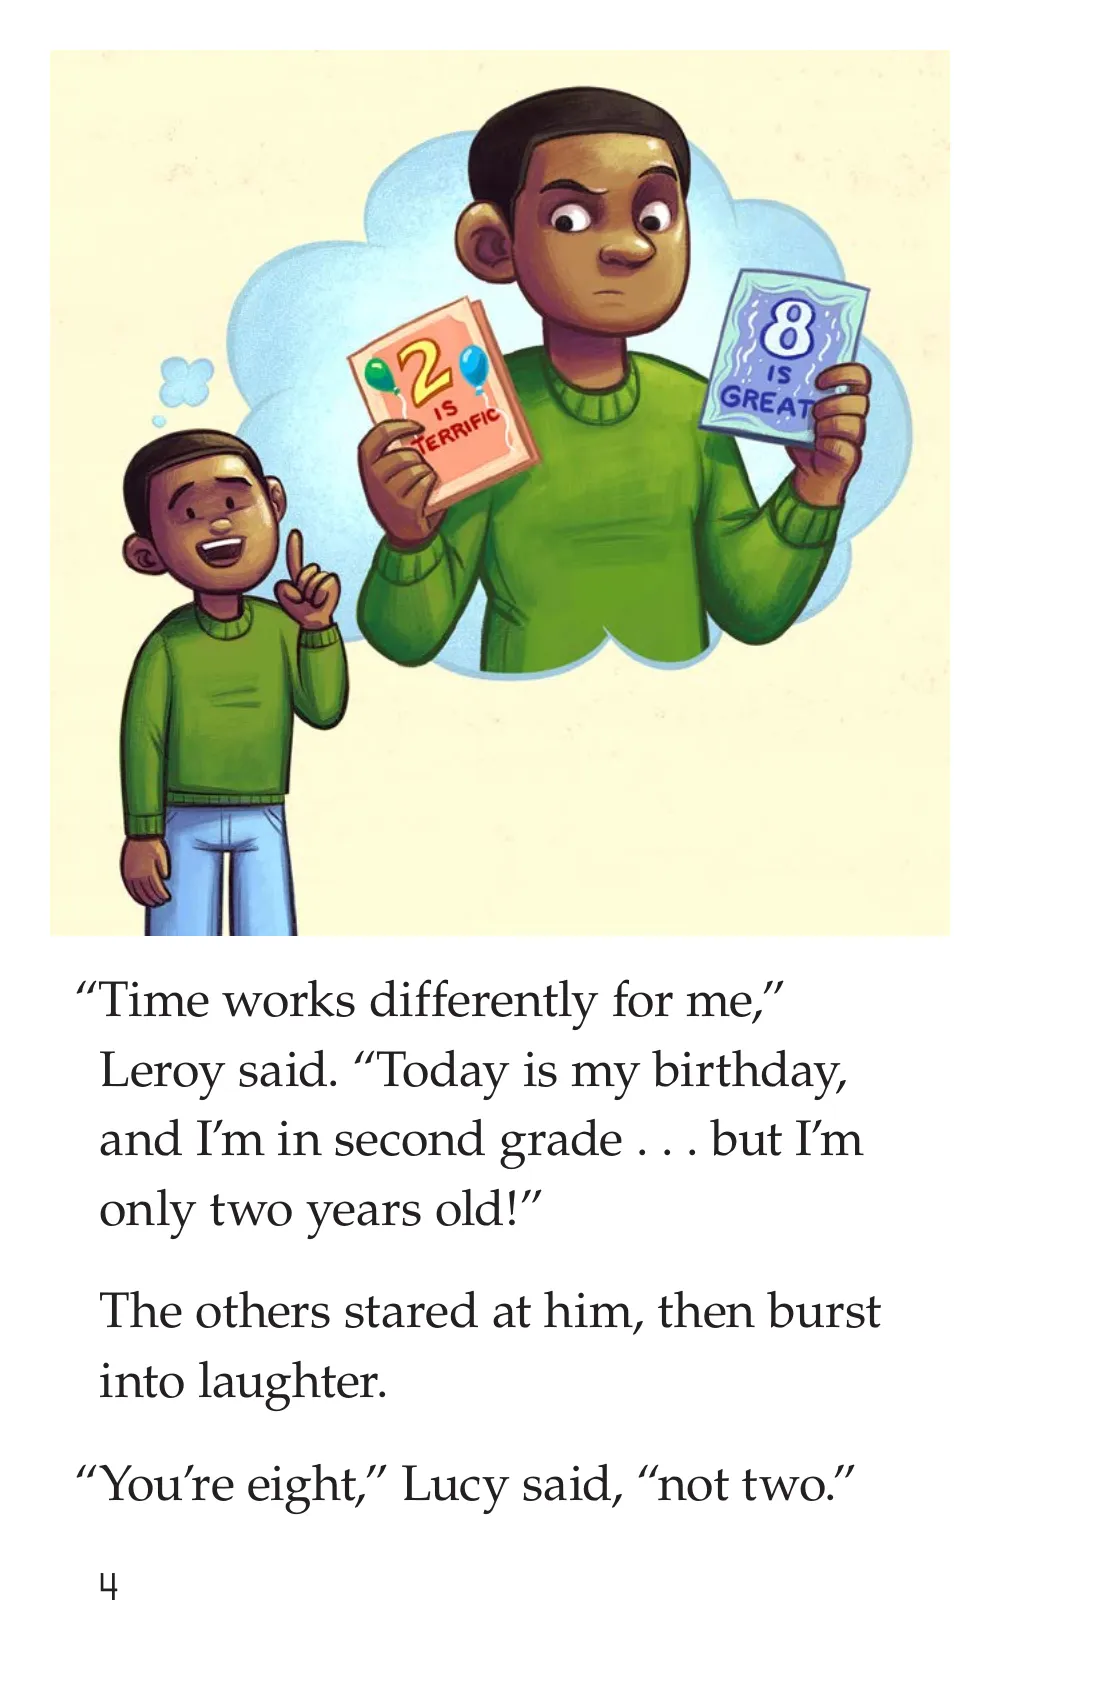 2
IS
TERRIFIC
8
IS
GREAT
“Time works differently for me,”
Leroy said. “Today is my birthday,
and I’m in second grade . . . but I’m
only two years old!”
The others stared at him, then burst
into laughter.
“You’re eight,” Lucy said, “not two.”
4